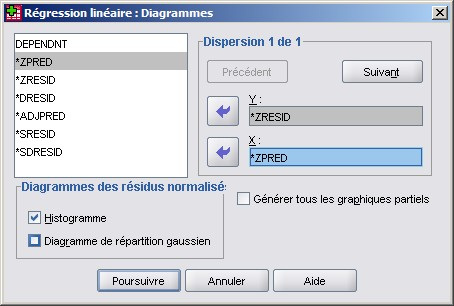 Régression linéaire : Diagrammes
DEPENDNT
*ZPRED
*ZRESID
*DRESID
*ADJPRED
*SRESID
*SDRESID
Dispersion 1 de 1
Précédent
Suivant
Y :
*ZRESID
X :
*ZPRED
Diagrammes des résidus normalisés
Histogramme
Diagramme de répartition gaussien
Générer tous les graphiques partiels
Poursuivre
Annuler
Aide